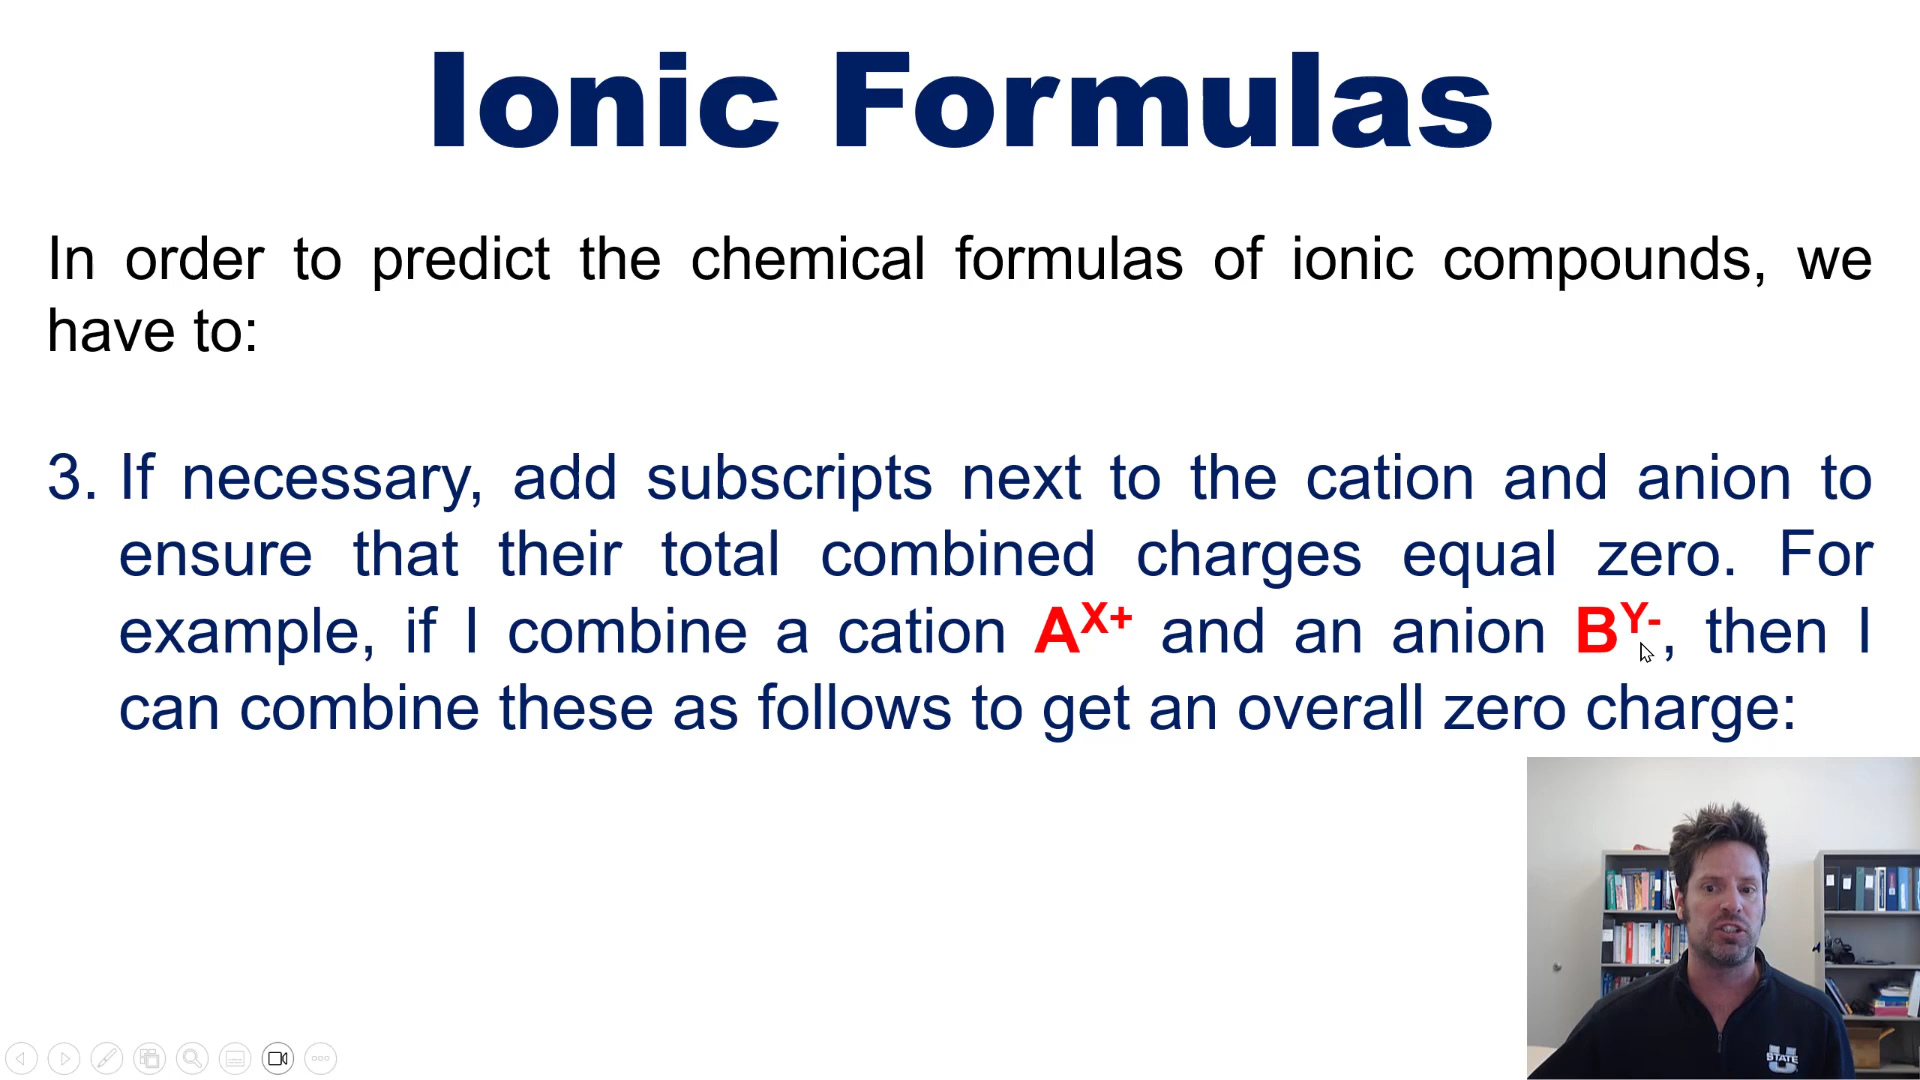 Ionic Formulas
In order to predict the chemical formulas of ionic compounds, we
have to:
3. If necessary, add subscripts next to the cation and anion to
ensure that their total combined charges equal zero. For
example, if I combine a cation A^X+ and an anion B^Y-, then I
can combine these as follows to get an overall zero charge:
STATE
U